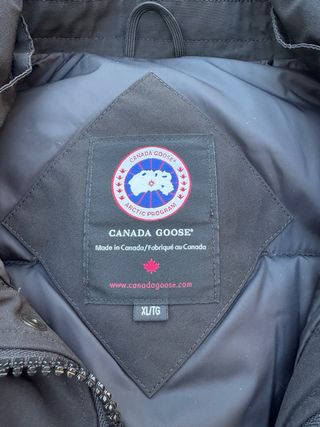 CANADA GOOSE®
ARCTIC PROGRAM
CANADA GOOSE®
Made in Canada/Fabriqué au Canada
www.canadagoose.com
XL/TG